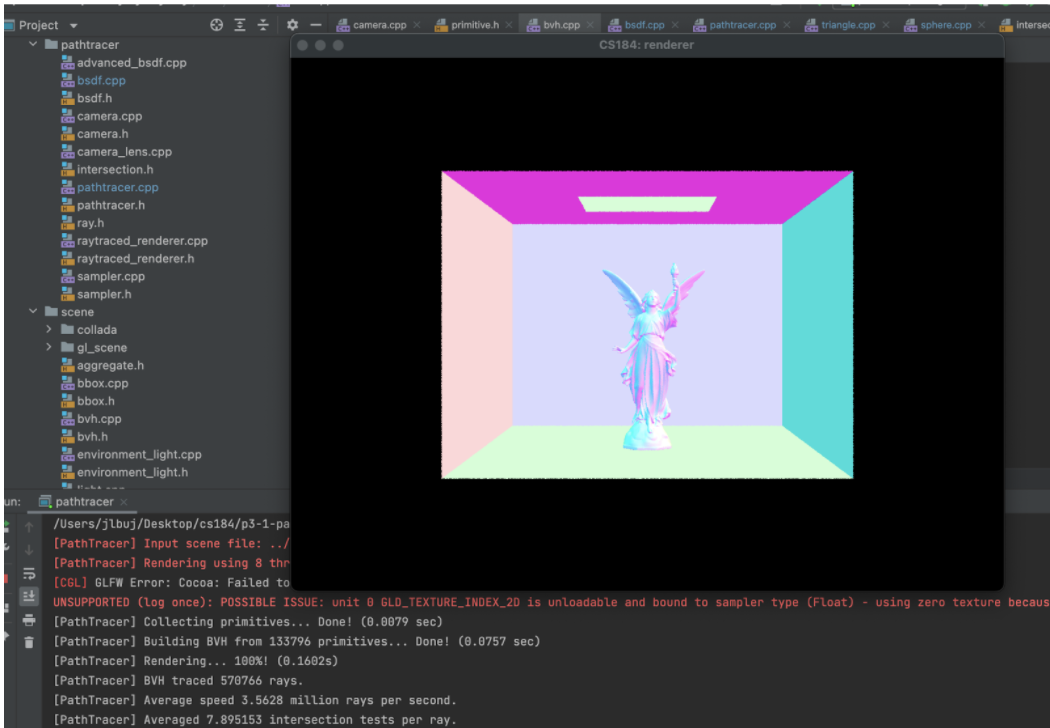 Project
camera.cpp
primitive.h
bvh.cpp
bsdf.cpp
pathtracer.cpp
triangle.cpp
sphere.cpp
intersec
CS184: renderer
pathtracer
advanced_bsdf.cpp
bsdf.cpp
bsdf.h
camera.cpp
camera.h
camera_lens.cpp
intersection.h
pathtracer.cpp
pathtracer.h
ray.h
raytraced_renderer.cpp
raytraced_renderer.h
sampler.cpp
sampler.h
scene
collada
gl_scene
aggregate.h
bbox.cpp
bbox.h
bvh.cpp
bvh.h
environment_light.cpp
environment_light.h
un:
pathtracer
/Users/jlbuj/Desktop/cs184/p3-1-pa
[PathTracer] Input scene file: ../
[PathTracer] Rendering using 8 thr
[CGL] GLFW Error: Cocoa: Failed to
UNSUPPORTED (log once): POSSIBLE ISSUE: unit 0 GLD_TEXTURE_INDEX_2D is unloadable and bound to sampler type (Float) - using zero texture becaus
[PathTracer] Collecting primitives... Done! (0.0079 sec)
[PathTracer] Building BVH from 133796 primitives... Done! (0.0757 sec)
[PathTracer] Rendering... 100%! (0.1602s)
[PathTracer] BVH traced 570766 rays.
[PathTracer] Average speed 3.5628 million rays per second.
[PathTracer] Averaged 7.895153 intersection tests per ray.